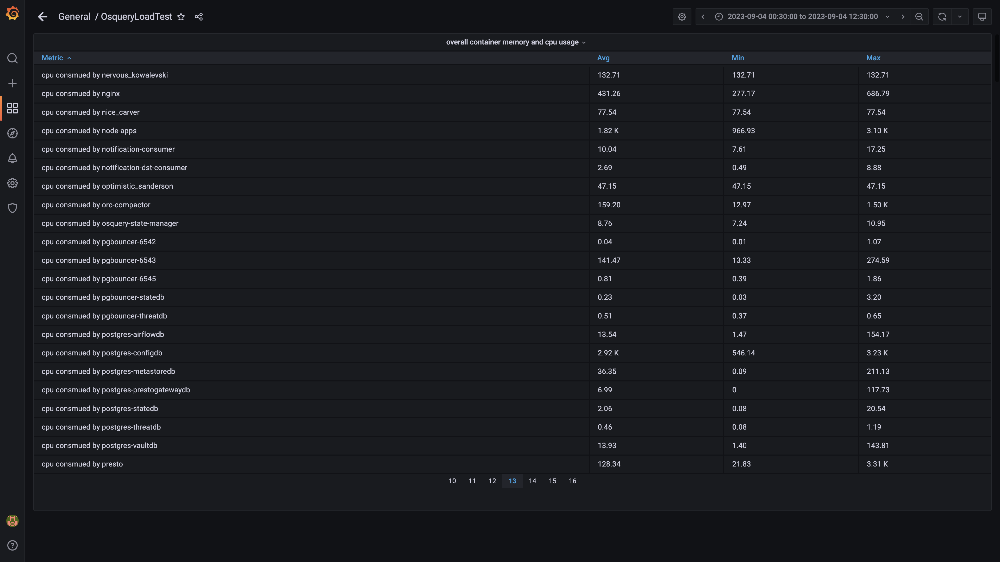 General / OsqueryLoadTest
2023-09-04 00:30:00 to 2023-09-04 12:30:00
overall container memory and cpu usage
Metric Avg Min Max
cpu consmued by nervous_kowalevski 132.71 132.71 132.71
cpu consmued by nginx 431.26 277.17 686.79
cpu consmued by nice_carver 77.54 77.54 77.54
cpu consmued by node-apps 1.82 K 966.93 3.10 K
cpu consmued by notification-consumer 10.04 7.61 17.25
cpu consmued by notification-dst-consumer 2.69 0.49 8.88
cpu consmued by optimistic_sanderson 47.15 47.15 47.15
cpu consmued by orc-compactor 159.20 12.97 1.50 K
cpu consmued by osquery-state-manager 8.76 7.24 10.95
cpu consmued by pgbouncer-6542 0.04 0.01 1.07
cpu consmued by pgbouncer-6543 141.47 13.33 274.59
cpu consmued by pgbouncer-6545 0.81 0.39 1.86
cpu consmued by pgbouncer-statedb 0.23 0.03 3.20
cpu consmued by pgbouncer-threatdb 0.51 0.37 0.65
cpu consmued by postgres-airflowdb 13.54 1.47 154.17
cpu consmued by postgres-configdb 2.92 K 546.14 3.23 K
cpu consmued by postgres-metastoredb 36.35 0.09 211.13
cpu consmued by postgres-prestogatewaydb 6.99 0 117.73
cpu consmued by postgres-statedb 2.06 0.08 20.54
cpu consmued by postgres-threatdb 0.46 0.08 1.19
cpu consmued by postgres-vaultdb 13.93 1.40 143.81
cpu consmued by presto 128.34 21.83 3.31 K
10 11 12 13 14 15 16